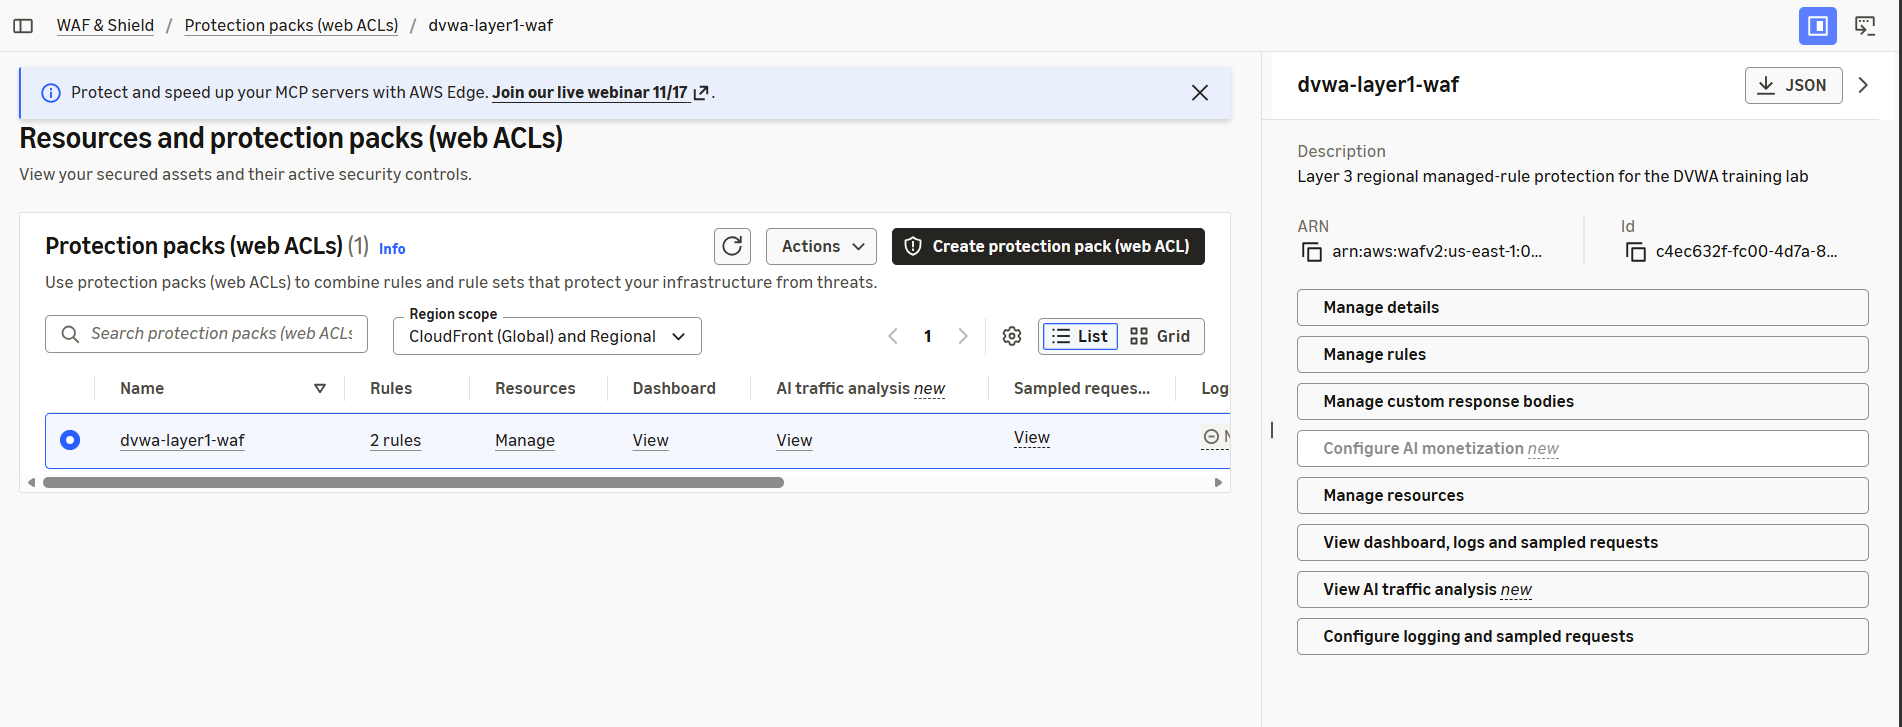 WAF & Shield / Protection packs (web ACLs) / dvwa-layer1-waf
Protect and speed up your MCP servers with AWS Edge. Join our live webinar 11/17.
Resources and protection packs (web ACLs)
View your secured assets and their active security controls.
Protection packs (web ACLs) (1) Info
Actions
Create protection pack (web ACL)
Use protection packs (web ACLs) to combine rules and rule sets that protect your infrastructure from threats.
Search protection packs (web ACLs
Region scope
CloudFront (Global) and Regional
1
List
Grid
Name Rules Resources Dashboard AI traffic analysis new Sampled reques... Log
dvwa-layer1-waf 2 rules Manage View View View N
dvwa-layer1-waf
JSON
Description
Layer 3 regional managed-rule protection for the DVWA training lab
ARN
arn:aws:wafv2:us-east-1:0...
Id
c4ec632f-fc00-4d7a-8...
Manage details
Manage rules
Manage custom response bodies
Configure AI monetization new
Manage resources
View dashboard, logs and sampled requests
View AI traffic analysis new
Configure logging and sampled requests